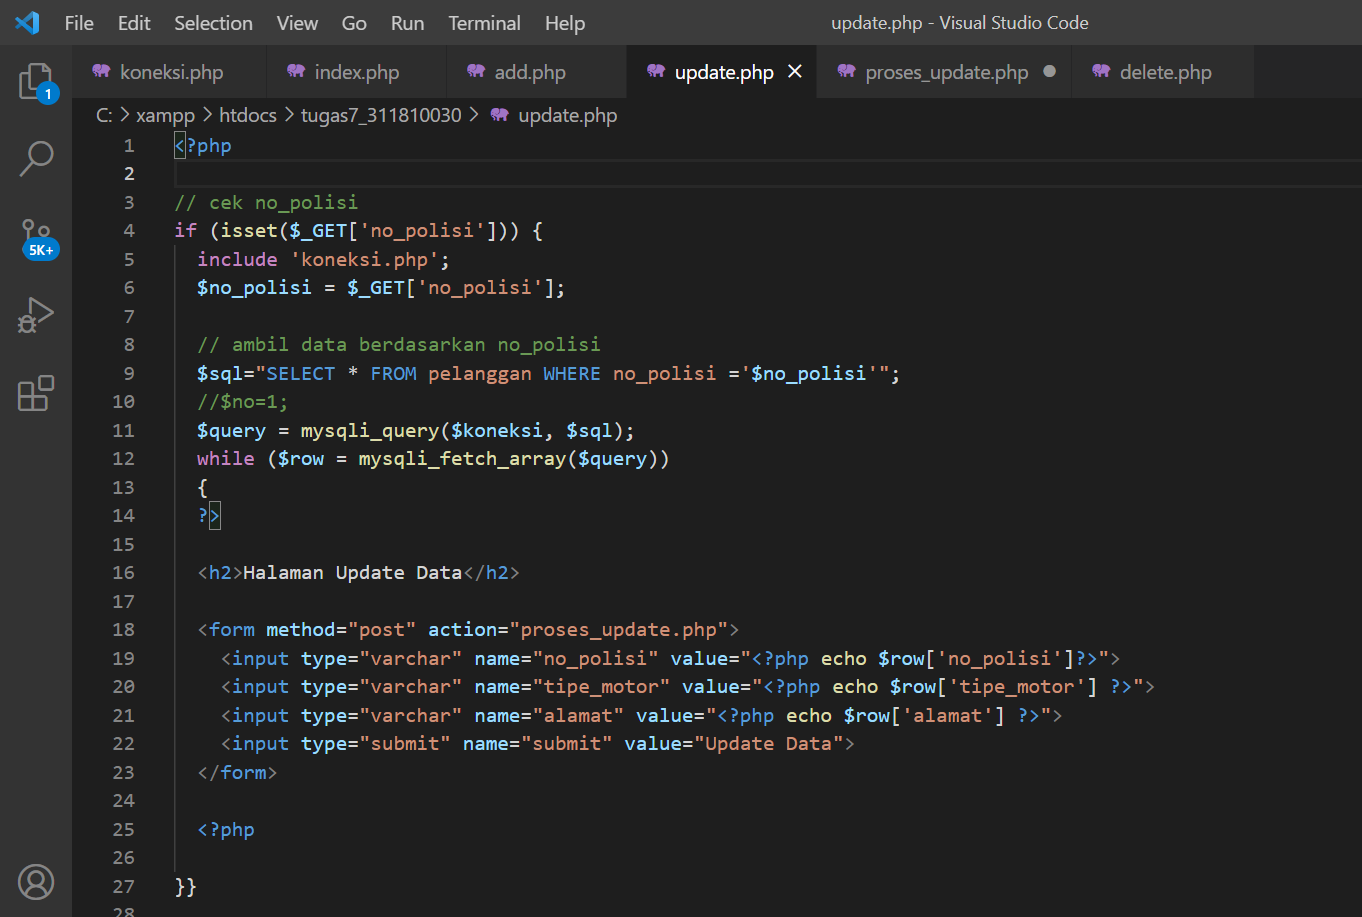 File Edit Selection View Go Run Terminal Help update.php - Visual Studio Code
koneksi.php index.php add.php update.php proses_update.php delete.php
1
C: > xampp > htdocs > tugas7_311810030 > update.php
1 <?php
2
3 // cek no_polisi
4 if (isset($_GET['no_polisi'])) {
5 include 'koneksi.php';
5K+
6 $no_polisi = $_GET['no_polisi'];
7
8 // ambil data berdasarkan no_polisi
9 $sql="SELECT * FROM pelanggan WHERE no_polisi ='$no_polisi'";
10 //$no=1;
11 $query = mysqli_query($koneksi, $sql);
12 while ($row = mysqli_fetch_array($query))
13 {
14 ?>
15
16 <h2>Halaman Update Data</h2>
17
18 <form method="post" action="proses_update.php">
19 <input type="varchar" name="no_polisi" value="<?php echo $row['no_polisi']?>">
20 <input type="varchar" name="tipe_motor" value="<?php echo $row['tipe_motor'] ?>">
21 <input type="varchar" name="alamat" value="<?php echo $row['alamat'] ?>">
22 <input type="submit" name="submit" value="Update Data">
23 </form>
24
25 <?php
26
27 }}
28